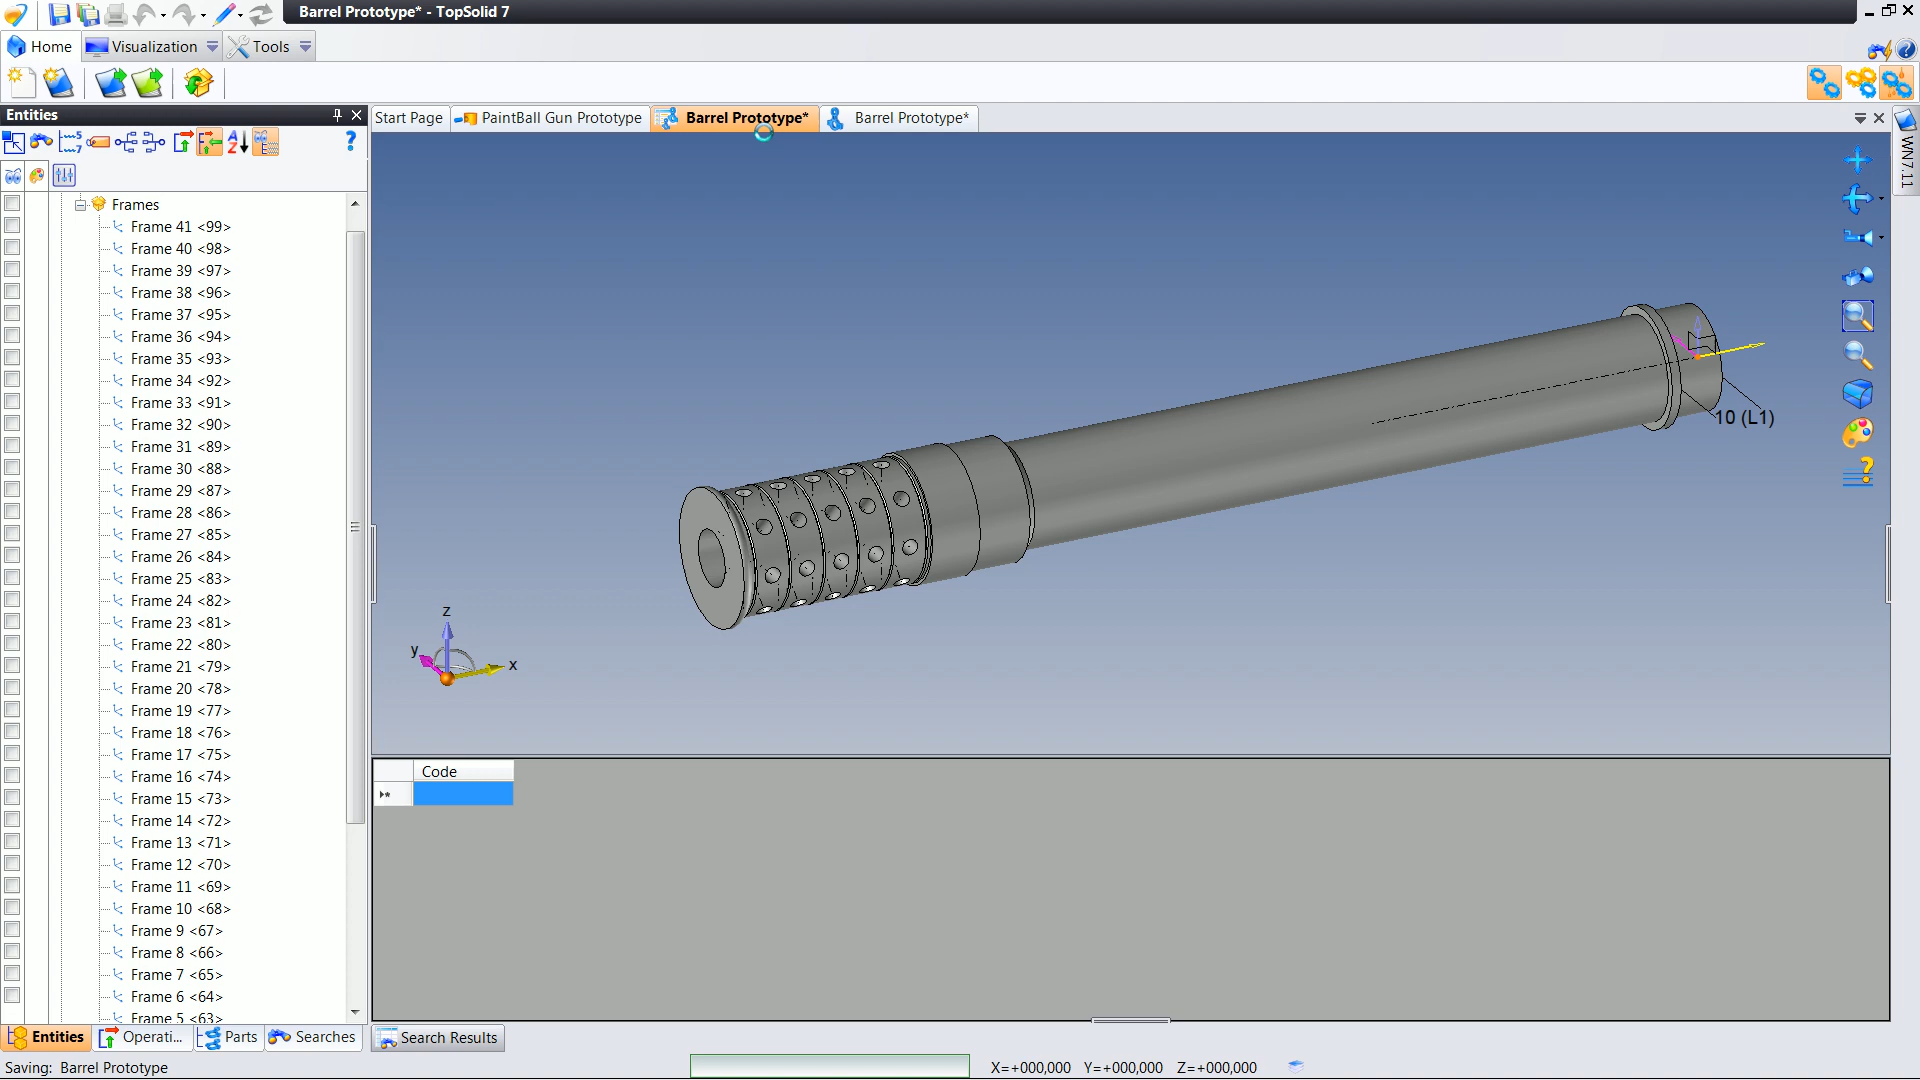 Barrel Prototype* - TopSolid 7
Home
Visualization
Tools
Entities
Start Page
PaintBall Gun Prototype
Barrel Prototype*
Barrel Prototype*
WN7.11
Frames
Frame 41 <99>
Frame 40 <98>
Frame 39 <97>
Frame 38 <96>
Frame 37 <95>
Frame 36 <94>
Frame 35 <93>
Frame 34 <92>
Frame 33 <91>
Frame 32 <90>
Frame 31 <89>
Frame 30 <88>
Frame 29 <87>
Frame 28 <86>
Frame 27 <85>
Frame 26 <84>
Frame 25 <83>
Frame 24 <82>
Frame 23 <81>
Frame 22 <80>
Frame 21 <79>
Frame 20 <78>
Frame 19 <77>
Frame 18 <76>
Frame 17 <75>
Frame 16 <74>
Frame 15 <73>
Frame 14 <72>
Frame 13 <71>
Frame 12 <70>
Frame 11 <69>
Frame 10 <68>
Frame 9 <67>
Frame 8 <66>
Frame 7 <65>
Frame 6 <64>
Frame 5 <63>
10 (L1)
z
y
x
Code
Entities
Operati...
Parts
Searches
Search Results
Saving: Barrel Prototype
X=+000,000 Y=+000,000 Z=+000,000